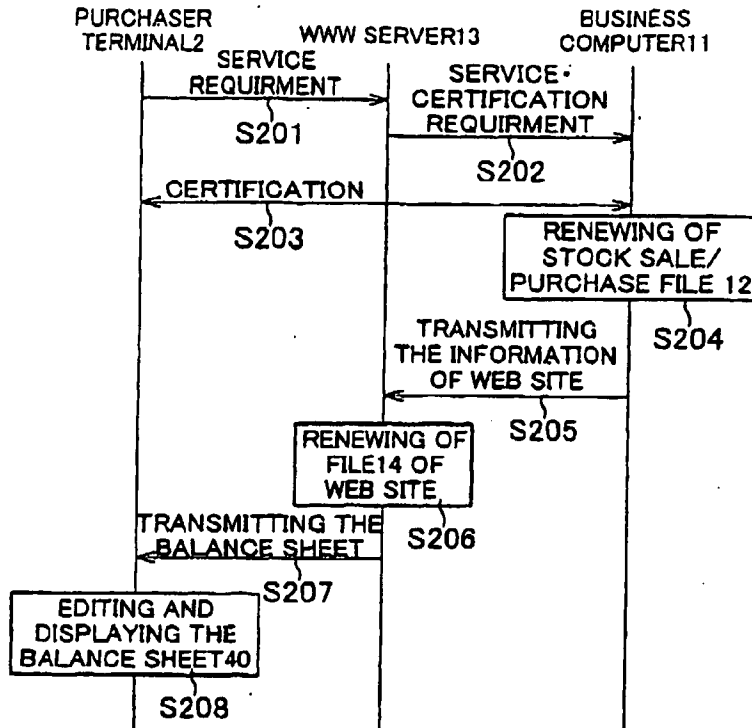 PURCHASER
TERMINAL2
WWW SERVER13
BUSINESS
COMPUTER11
SERVICE
REQUIRMENT
S201
SERVICE·
CERTIFICATION
REQUIRMENT
S202
CERTIFICATION
S203
RENEWING OF
STOCK SALE/
PURCHASE FILE 12
S204
TRANSMITTING
THE INFORMATION
OF WEB SITE
S205
RENEWING OF
FILE14 OF
WEB SITE
S206
TRANSMITTING THE
BALANCE SHEET
S207
EDITING AND
DISPLAYING THE
BALANCE SHEET40
S208